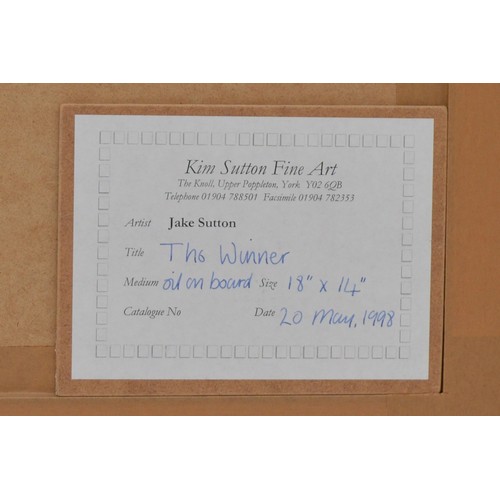 Kim Sutton Fine Art
The Knoll, Upper Poppleton, York Y02 6QB
Telephone 01904 788501 Facsimile 01904 782353
Artist Jake Sutton
Title The Winner
Medium oil on board Size 18" x 14"
Catalogue No Date 20 May, 1998